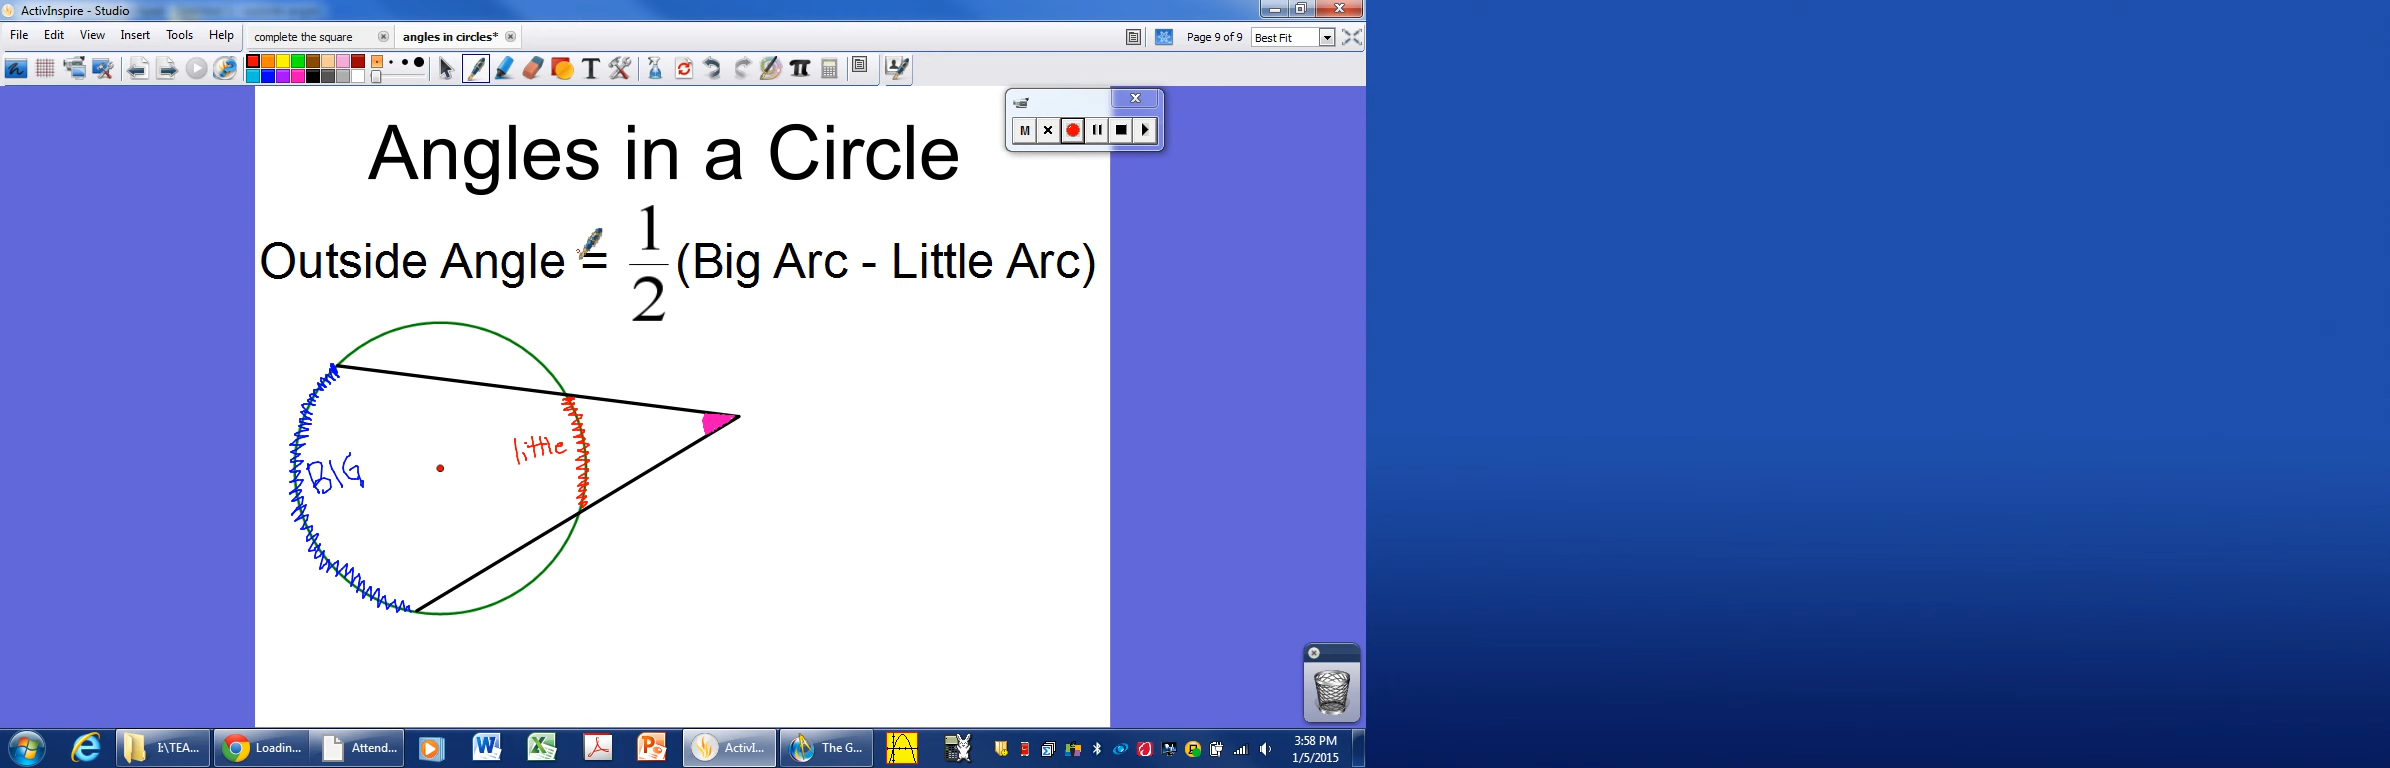 ActivInspire - Studio
File Edit View Insert Tools Help
complete the square
angles in circles*
Page 9 of 9
Best Fit
M
Angles in a Circle
Outside Angle = 1/2 (Big Arc - Little Arc)
BIG
little
I:\TEA...
Loadin...
Attend...
ActivI...
The G...
3:58 PM
1/5/2015